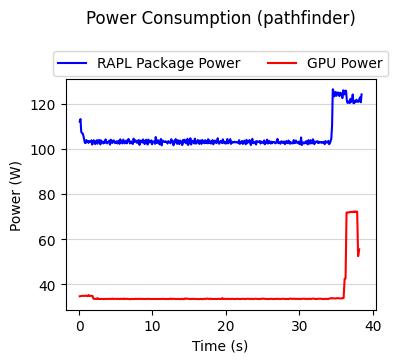 Power Consumption (pathfinder)
RAPL Package Power
GPU Power
120
100
80
60
40
Power (W)
0
10
20
30
40
Time (s)